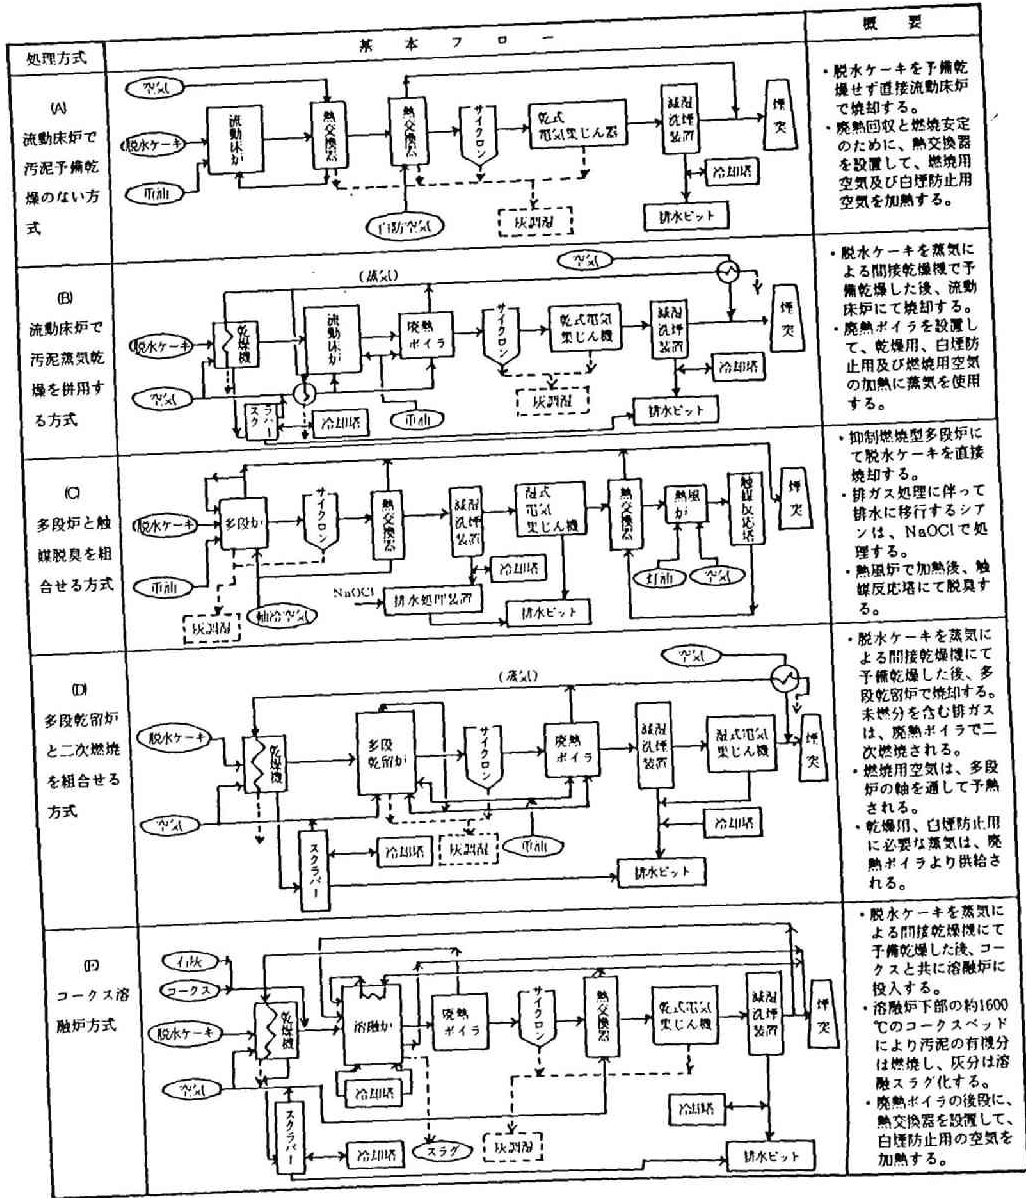 処理方式
基本フロー
概要
(A)
流動床炉で
汚泥予備乾
燥のない方
式
空気
脱水ケーキ
重油
流動床炉
熱交換器
熱交換器
サイクロン
乾式
電気集じん器
減湿
洗煙
装置
煙突
冷却塔
白防空気
灰調湿
排水ピット
・脱水ケーキを予備乾
燥せず直接流動床炉
で焼却する。
・廃熱回収と燃焼安定
のために、熱交換器
を設置して、燃焼用
空気及び白煙防止用
空気を加熱する。
(B)
流動床炉で
汚泥蒸気乾
燥を併用す
る方式
(蒸気)
空気
脱水ケーキ
空気
乾燥機
流動床炉
廃熱
ボイラ
サイクロン
乾式電気
集じん機
減湿
洗煙
装置
煙突
スクラバー
冷却塔
重油
灰調湿
冷却塔
排水ピット
・脱水ケーキを蒸気に
よる間接乾燥機で予
備乾燥した後、流動
床炉にて焼却する。
・廃熱ボイラを設置し
て、乾燥用、白煙防
止用及び燃焼用空気
の加熱に蒸気を使用
する。
(C)
多段炉と触
媒脱臭を組
合せる方式
脱水ケーキ
重油
多段炉
サイクロン
熱交換器
減湿
洗煙
装置
湿式
電気
集じん機
熱交換器
熱風
炉
触媒反応塔
煙突
灰調湿
軸冷空気
NaOCl
排水処理装置
冷却塔
排水ピット
灯油
空気
・抑制燃焼型多段炉に
て脱水ケーキを直接
焼却する。
・排ガス処理に伴って
排水に移行するシア
ンは、NaOClで処
理する。
・熱風炉で加熱後、触
媒反応塔にて脱臭す
る。
(D)
多段乾留炉
と二次燃焼
を組合せる
方式
(蒸気)
空気
脱水ケーキ
空気
乾燥機
多段
乾留炉
サイクロン
廃熱
ボイラ
減湿
洗煙
装置
湿式電気
集じん機
煙突
スクラバー
冷却塔
灰調湿
重油
冷却塔
排水ピット
・脱水ケーキを蒸気に
よる間接乾燥機にて
予備乾燥した後、多
段乾留炉で焼却する。
未燃分を含む排ガス
は、廃熱ボイラで二
次燃焼される。
・燃焼用空気は、多段
炉の軸を通して予熱
される。
・乾燥用、白煙防止用
に必要な蒸気は、廃
熱ボイラより供給さ
れる。
(E)
コークス溶
融炉方式
石灰
コークス
脱水ケーキ
空気
乾燥機
溶融炉
廃熱
ボイラ
サイクロン
熱交換器
乾式電気
集じん機
減湿
洗煙
装置
煙突
冷却塔
スクラバー
冷却塔
スラグ
灰調湿
冷却塔
排水ピット
・脱水ケーキを蒸気に
よる間接乾燥機にて
予備乾燥した後、コー
クスと共に溶融炉に
投入する。
・溶融炉下部の約1600
℃のコークスベッド
により汚泥の有機分
は燃焼し、灰分は溶
融スラグ化する。
・廃熱ボイラの後段に、
熱交換器を設置して、
白煙防止用の空気を
加熱する。